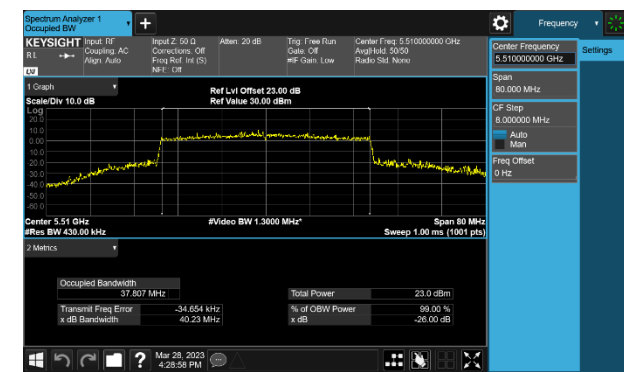 Spectrum Analyzer 1
Occupied BW
Frequency
KEYSIGHT
RL
LXI
Input: RF
Coupling: AC
Align: Auto
Input Z: 50 Ω
Corrections: Off
Freq Ref: Int (S)
NFE: Off
Atten: 20 dB
Trig: Free Run
Gate: Off
#IF Gain: Low
Center Freq: 5.510000000 GHz
Avg|Hold: 50/50
Radio Std: None
Center Frequency
5.510000000 GHz
Settings
Span
80.000 MHz
CF Step
8.000000 MHz
Auto
Man
Freq Offset
0 Hz
1 Graph
Scale/Div 10.0 dB
Ref Lvl Offset 23.00 dB
Ref Value 30.00 dBm
Log
20.0
10.0
0.00
-10.0
-20.0
-30.0
-40.0
-50.0
-60.0
Center 5.51 GHz
#Video BW 1.3000 MHz*
Span 80 MHz
#Res BW 430.00 kHz
Sweep 1.00 ms (1001 pts)
2 Metrics
Occupied Bandwidth
37.807 MHz
Total Power 23.0 dBm
Transmit Freq Error -34.654 kHz
% of OBW Power 99.00 %
x dB Bandwidth 40.23 MHz
x dB -26.00 dB
?
Mar 28, 2023
4:28:58 PM